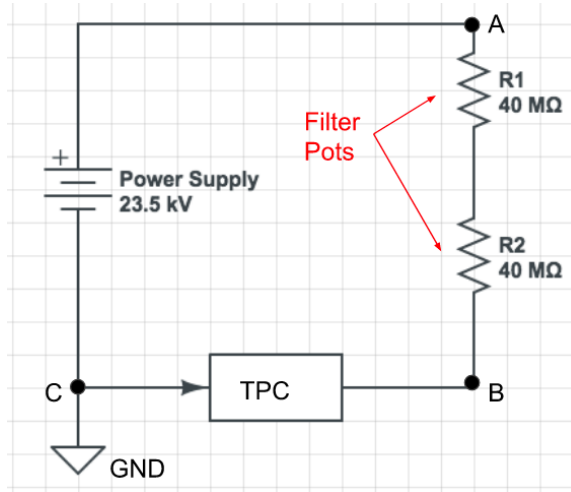 A
R1
40 MΩ
Filter
Pots
+
Power Supply
23.5 kV
R2
40 MΩ
C
TPC
B
GND